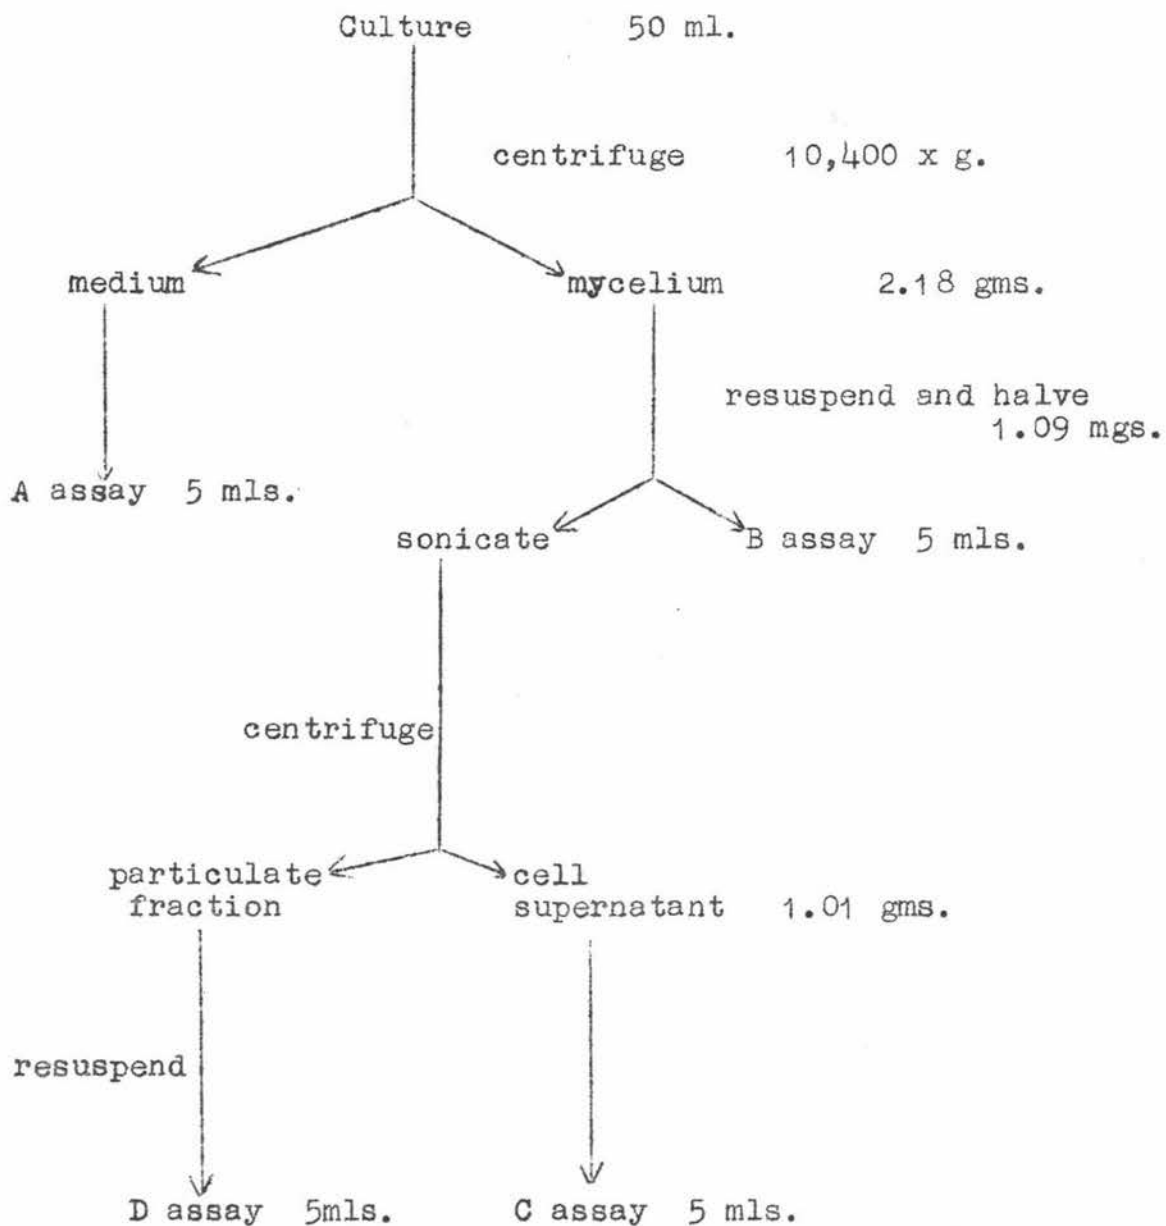 Culture 50 ml.
centrifuge 10,400 x g.
medium mycelium 2.18 gms.
resuspend and halve
1.09 mgs.
A assay 5 mls.
sonicate B assay 5 mls.
centrifuge
particulate cell
fraction supernatant 1.01 gms.
resuspend
D assay 5mls. C assay 5 mls.